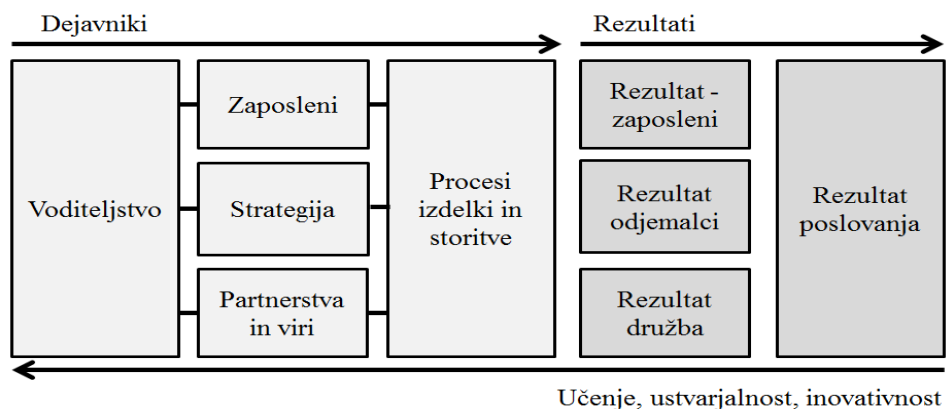 Dejavniki
Rezultati
Voditeljstvo
Zaposleni
Strategija
Partnerstva
in viri
Procesi
izdelki in
storitve
Rezultat -
zaposleni
Rezultat
odjemalci
Rezultat
družba
Rezultat
poslovanja
Učenje, ustvarjalnost, inovativnost